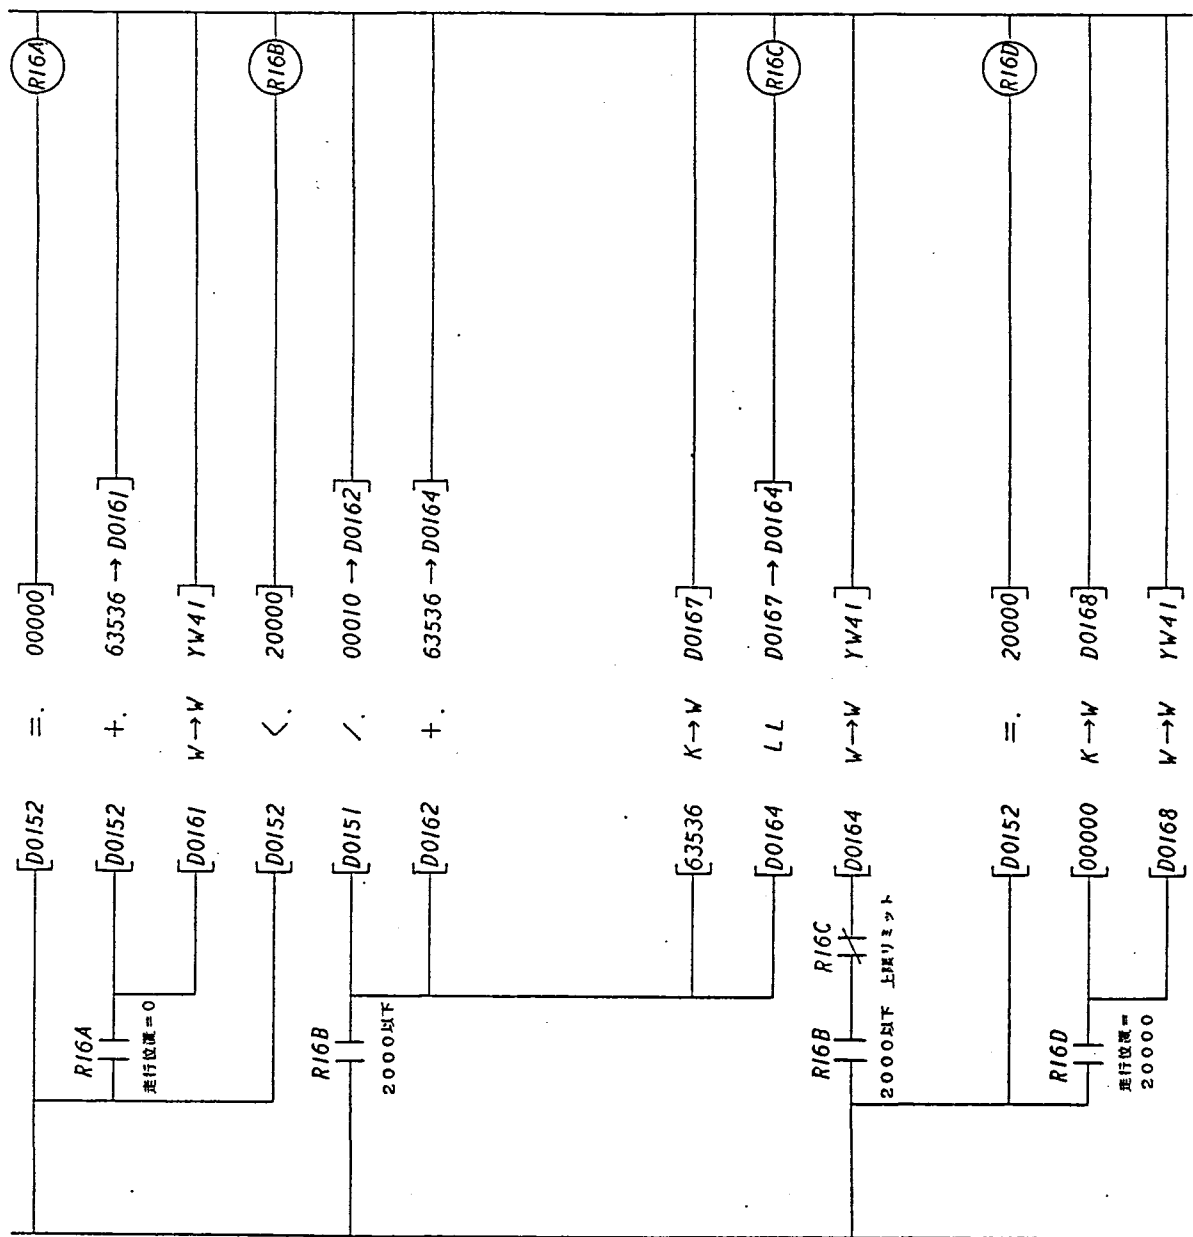 [D0152 =. 00000] R16A
R16A
走行位置=0
[D0152 +. 63536→D0161]
[D0161 W→W YW41]
[D0152 <. 20000] R16B
R16B
2000以下
[D0151 /. 00010→D0162]
[D0162 +. 63536→D0164]
[63536 K→W D0167]
[D0164 LL D0167→D0164] R16C
R16B R16C
2000以下 上限リミット
[D0164 W→W YW41]
[D0152 =. 20000] R16D
R16D
走行位置=
20000
[00000 K→W D0168]
[D0168 W→W YW41]